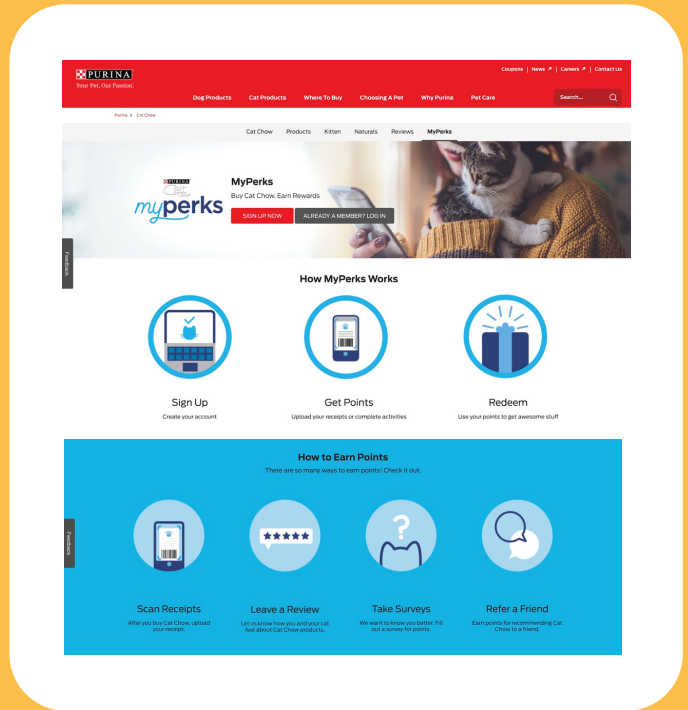 Coupons | News ↗ | Careers ↗ | Contact Us
PURINA
Your Pet, Our Passion.
Dog Products Cat Products Where To Buy Choosing A Pet Why Purina Pet Care Search...
Purina > Cat Chow
Cat Chow Products Kitten Naturals Reviews MyPerks
PURINA
Cat
myperks
MyPerks
Buy Cat Chow, Earn Rewards
SIGN UP NOW ALREADY A MEMBER? LOG IN
Feedback
How MyPerks Works
Sign Up Get Points Redeem
Create your account Upload your receipts or complete activities Use your points to get awesome stuff
How to Earn Points
There are so many ways to earn points! Check it out.
Feedback
Scan Receipts Leave a Review Take Surveys Refer a Friend
After you buy Cat Chow, upload
your receipt.
Let us know how you and your cat
feel about Cat Chow products.
We want to know you better. Fill
out a survey for points.
Earn points for recommending Cat
Chow to a friend.